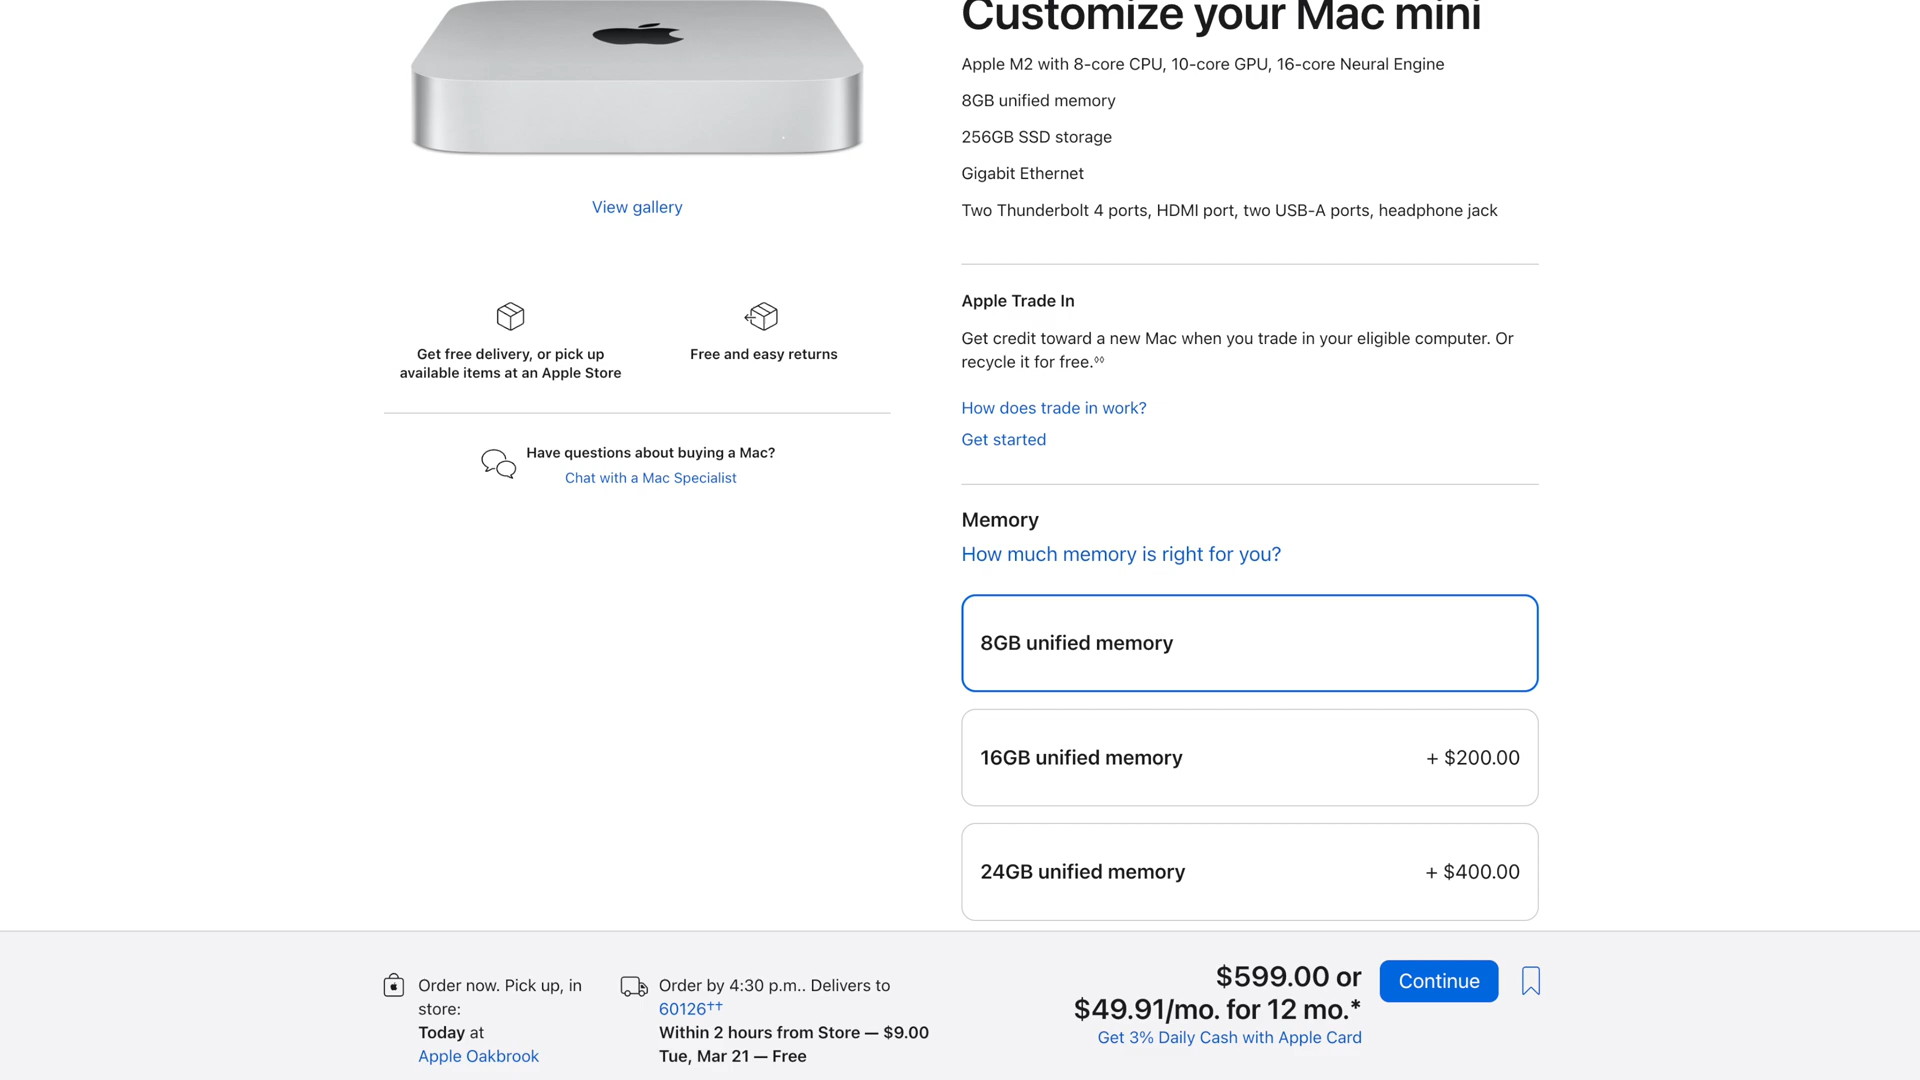 Customize your Mac mini
Apple M2 with 8-core CPU, 10-core GPU, 16-core Neural Engine
8GB unified memory
256GB SSD storage
Gigabit Ethernet
Two Thunderbolt 4 ports, HDMI port, two USB-A ports, headphone jack
View gallery
Get free delivery, or pick up
available items at an Apple Store
Free and easy returns
Have questions about buying a Mac?
Chat with a Mac Specialist
Apple Trade In
Get credit toward a new Mac when you trade in your eligible computer. Or
recycle it for free.◊◊
How does trade in work?
Get started
Memory
How much memory is right for you?
8GB unified memory
16GB unified memory + $200.00
24GB unified memory + $400.00
Order now. Pick up, in
store:
Today at
Apple Oakbrook
Order by 4:30 p.m.. Delivers to
60126††
Within 2 hours from Store — $9.00
Tue, Mar 21 — Free
$599.00 or
$49.91/mo. for 12 mo.*
Get 3% Daily Cash with Apple Card
Continue